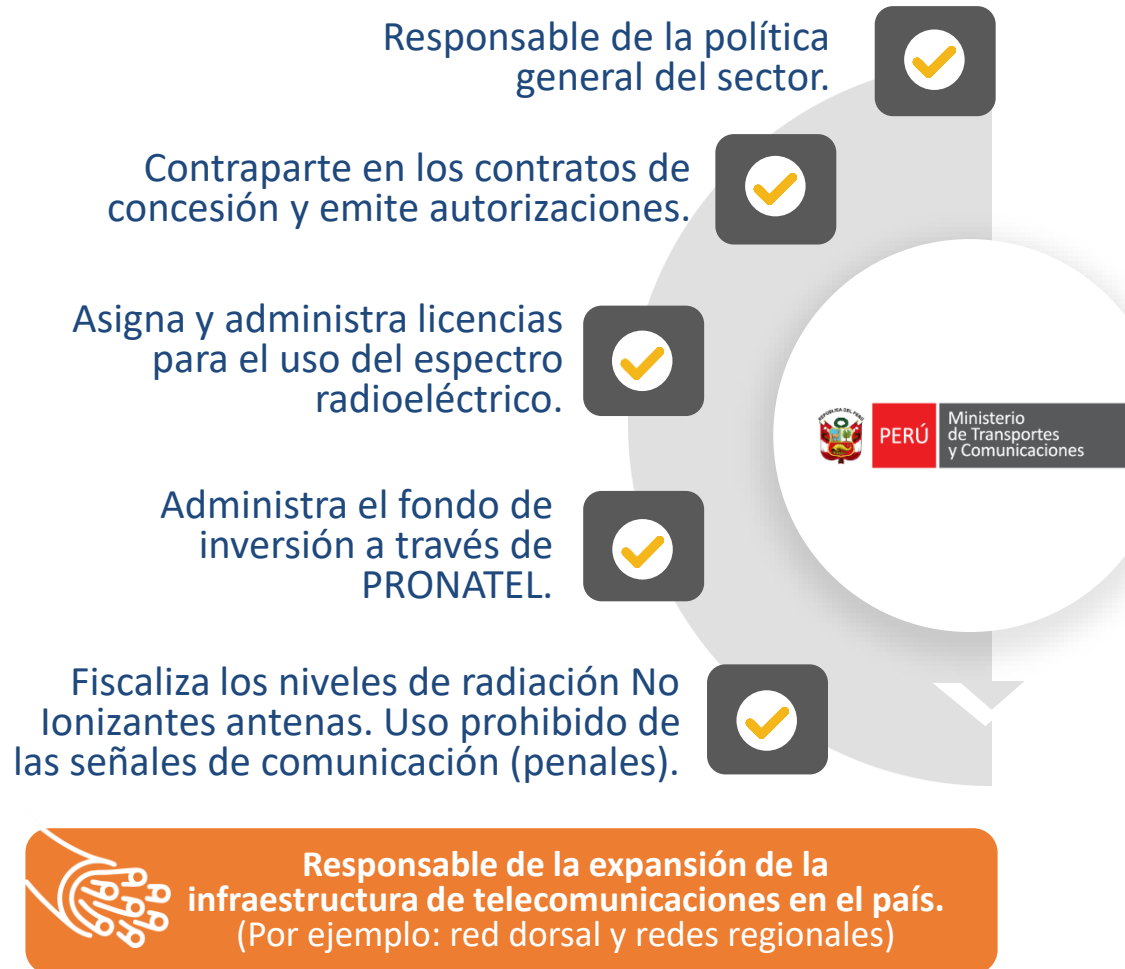 Responsable de la política
general del sector.
Contraparte en los contratos de
concesión y emite autorizaciones.
Asigna y administra licencias
para el uso del espectro
radioeléctrico.
REPÚBLICA DEL PERÚ
PERÚ
Ministerio
de Transportes
y Comunicaciones
Administra el fondo de
inversión a través de
PRONATEL.
Fiscaliza los niveles de radiación No
Ionizantes antenas. Uso prohibido de
las señales de comunicación (penales).
Responsable de la expansión de la
infraestructura de telecomunicaciones en el país.
(Por ejemplo: red dorsal y redes regionales)